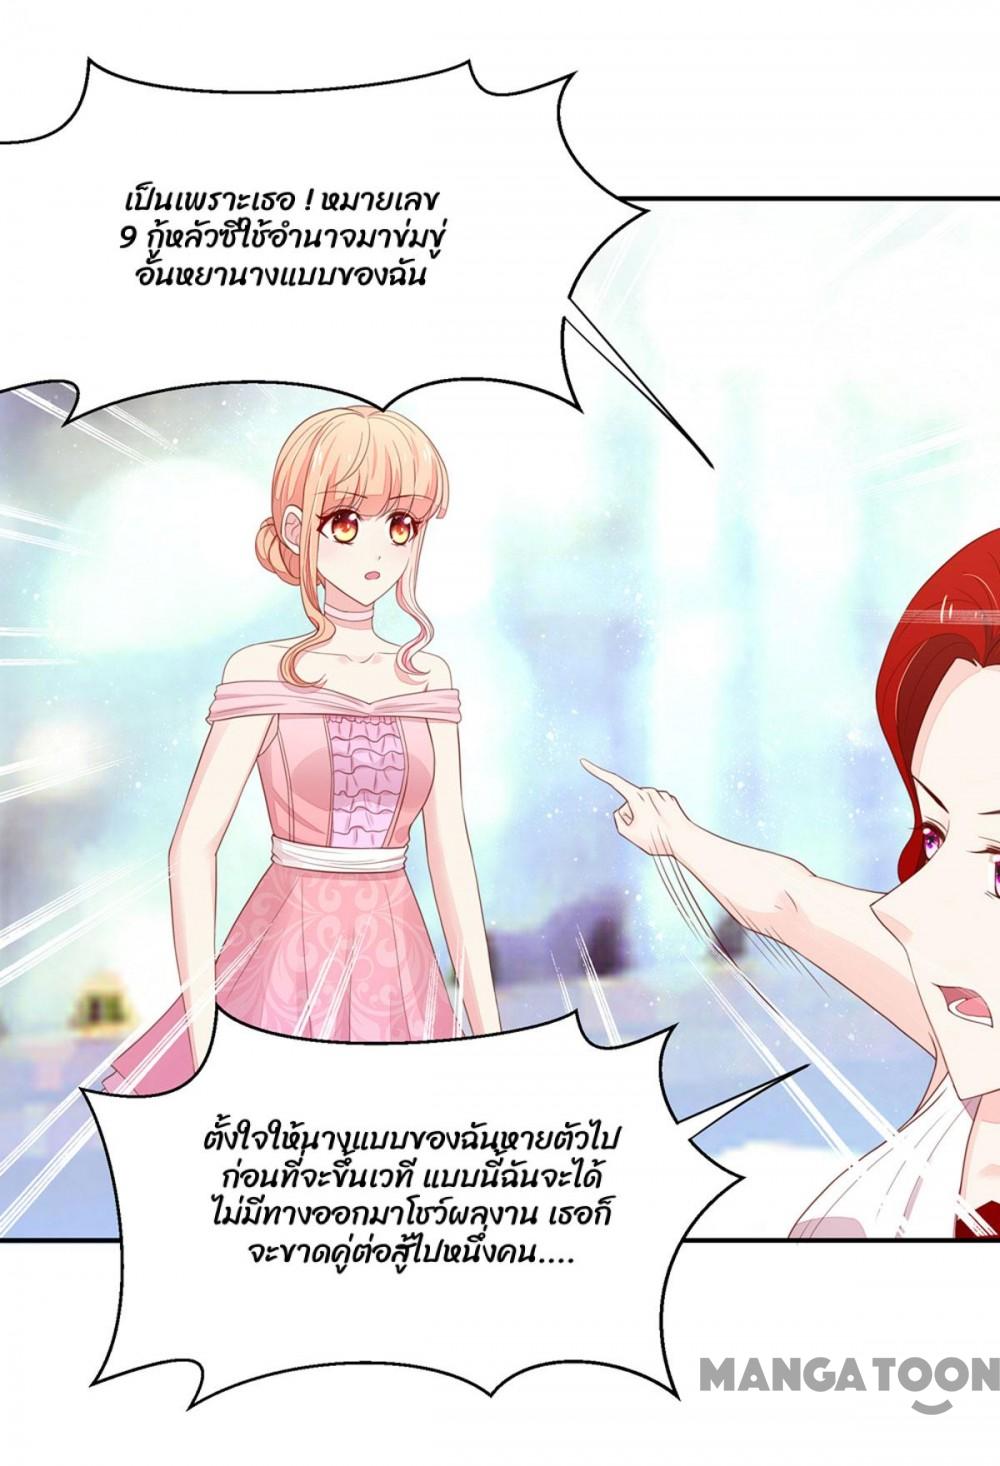 เป็นเพราะเธอ ! หมายเลข
9 กู้หลัวซีใช้อำนาจมาข่มขู่
อันหยานางแบบของฉัน
ตั้งใจให้นางแบบของฉันหายตัวไป
ก่อนที่จะขึ้นเวที แบบนี้ฉันจะได้
ไม่มีทางออกมาโชว์ผลงาน เธอก็
จะขาดคู่ต่อสู้ไปหนึ่งคน....
MANGATOON